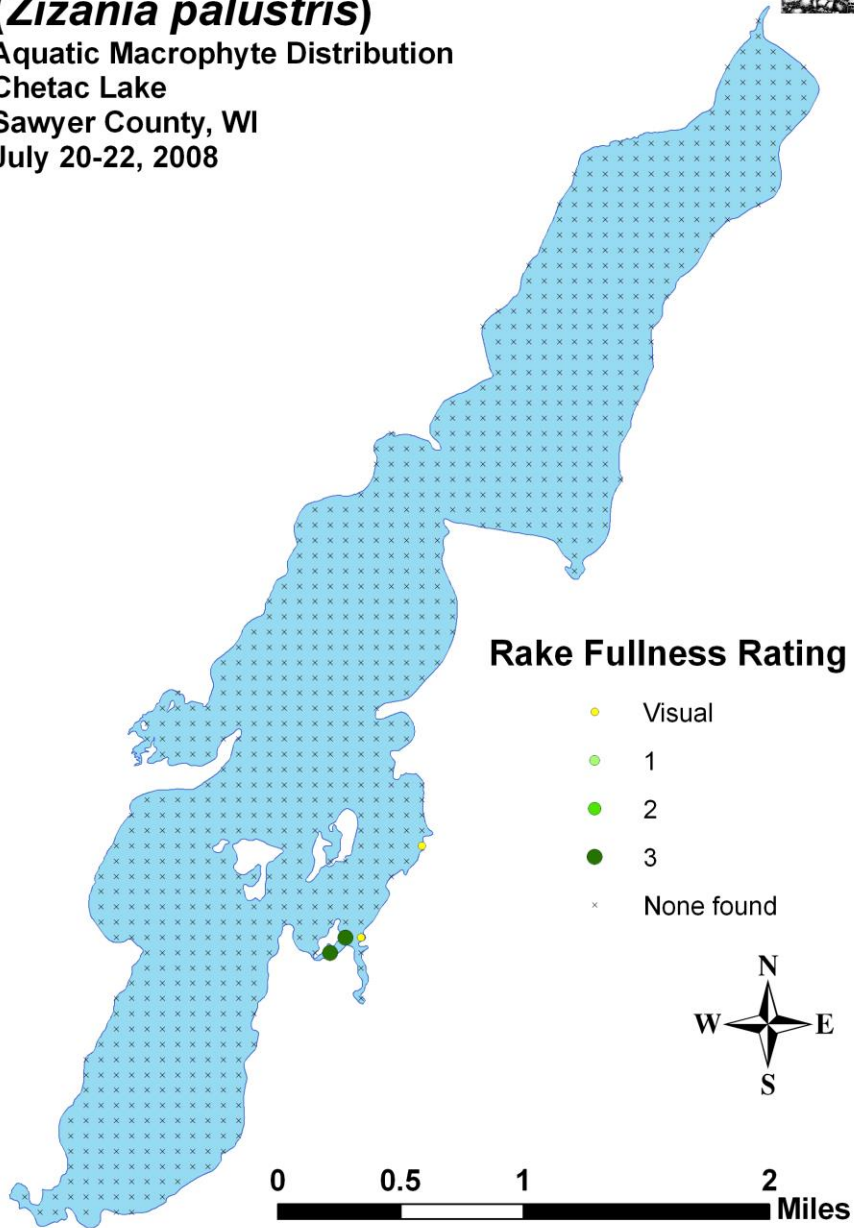 (Zizania palustris)
Aquatic Macrophyte Distribution
Chetac Lake
Sawyer County, WI
July 20-22, 2008
Rake Fullness Rating
Visual
1
2
3
None found
N
W E
S
0 0.5 1 2
Miles